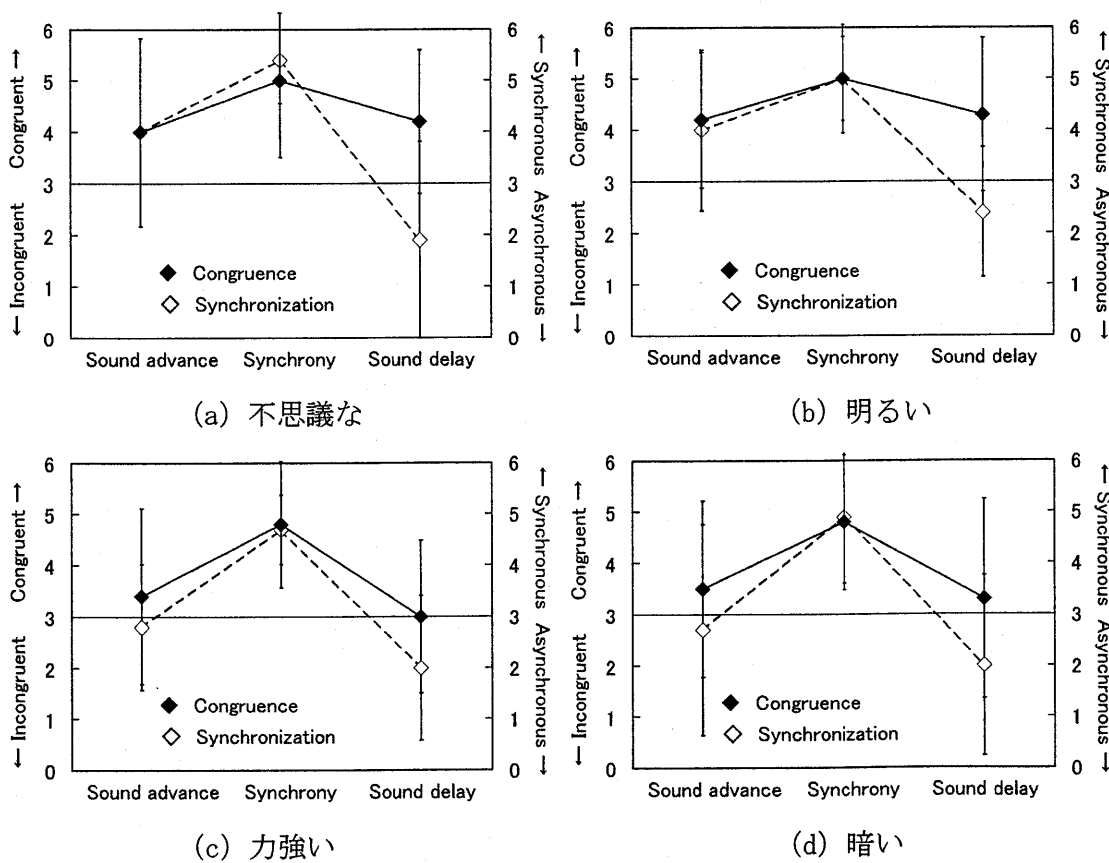 6
5
4
3
2
1
0
← Incongruent Congruent →
6
5
4
3
2
1
0
← Synchronous Asynchronous →
◆ Congruence
◇ Synchronization
Sound advance Synchrony Sound delay
(a) 不思議な
6
5
4
3
2
1
0
← Incongruent Congruent →
6
5
4
3
2
1
0
← Synchronous Asynchronous →
◆ Congruence
◇ Synchronization
Sound advance Synchrony Sound delay
(b) 明るい
6
5
4
3
2
1
0
← Incongruent Congruent →
6
5
4
3
2
1
0
← Synchronous Asynchronous →
◆ Congruence
◇ Synchronization
Sound advance Synchrony Sound delay
(c) 力強い
6
5
4
3
2
1
0
← Incongruent Congruent →
6
5
4
3
2
1
0
← Synchronous Asynchronous →
◆ Congruence
◇ Synchronization
Sound advance Synchrony Sound delay
(d) 暗い